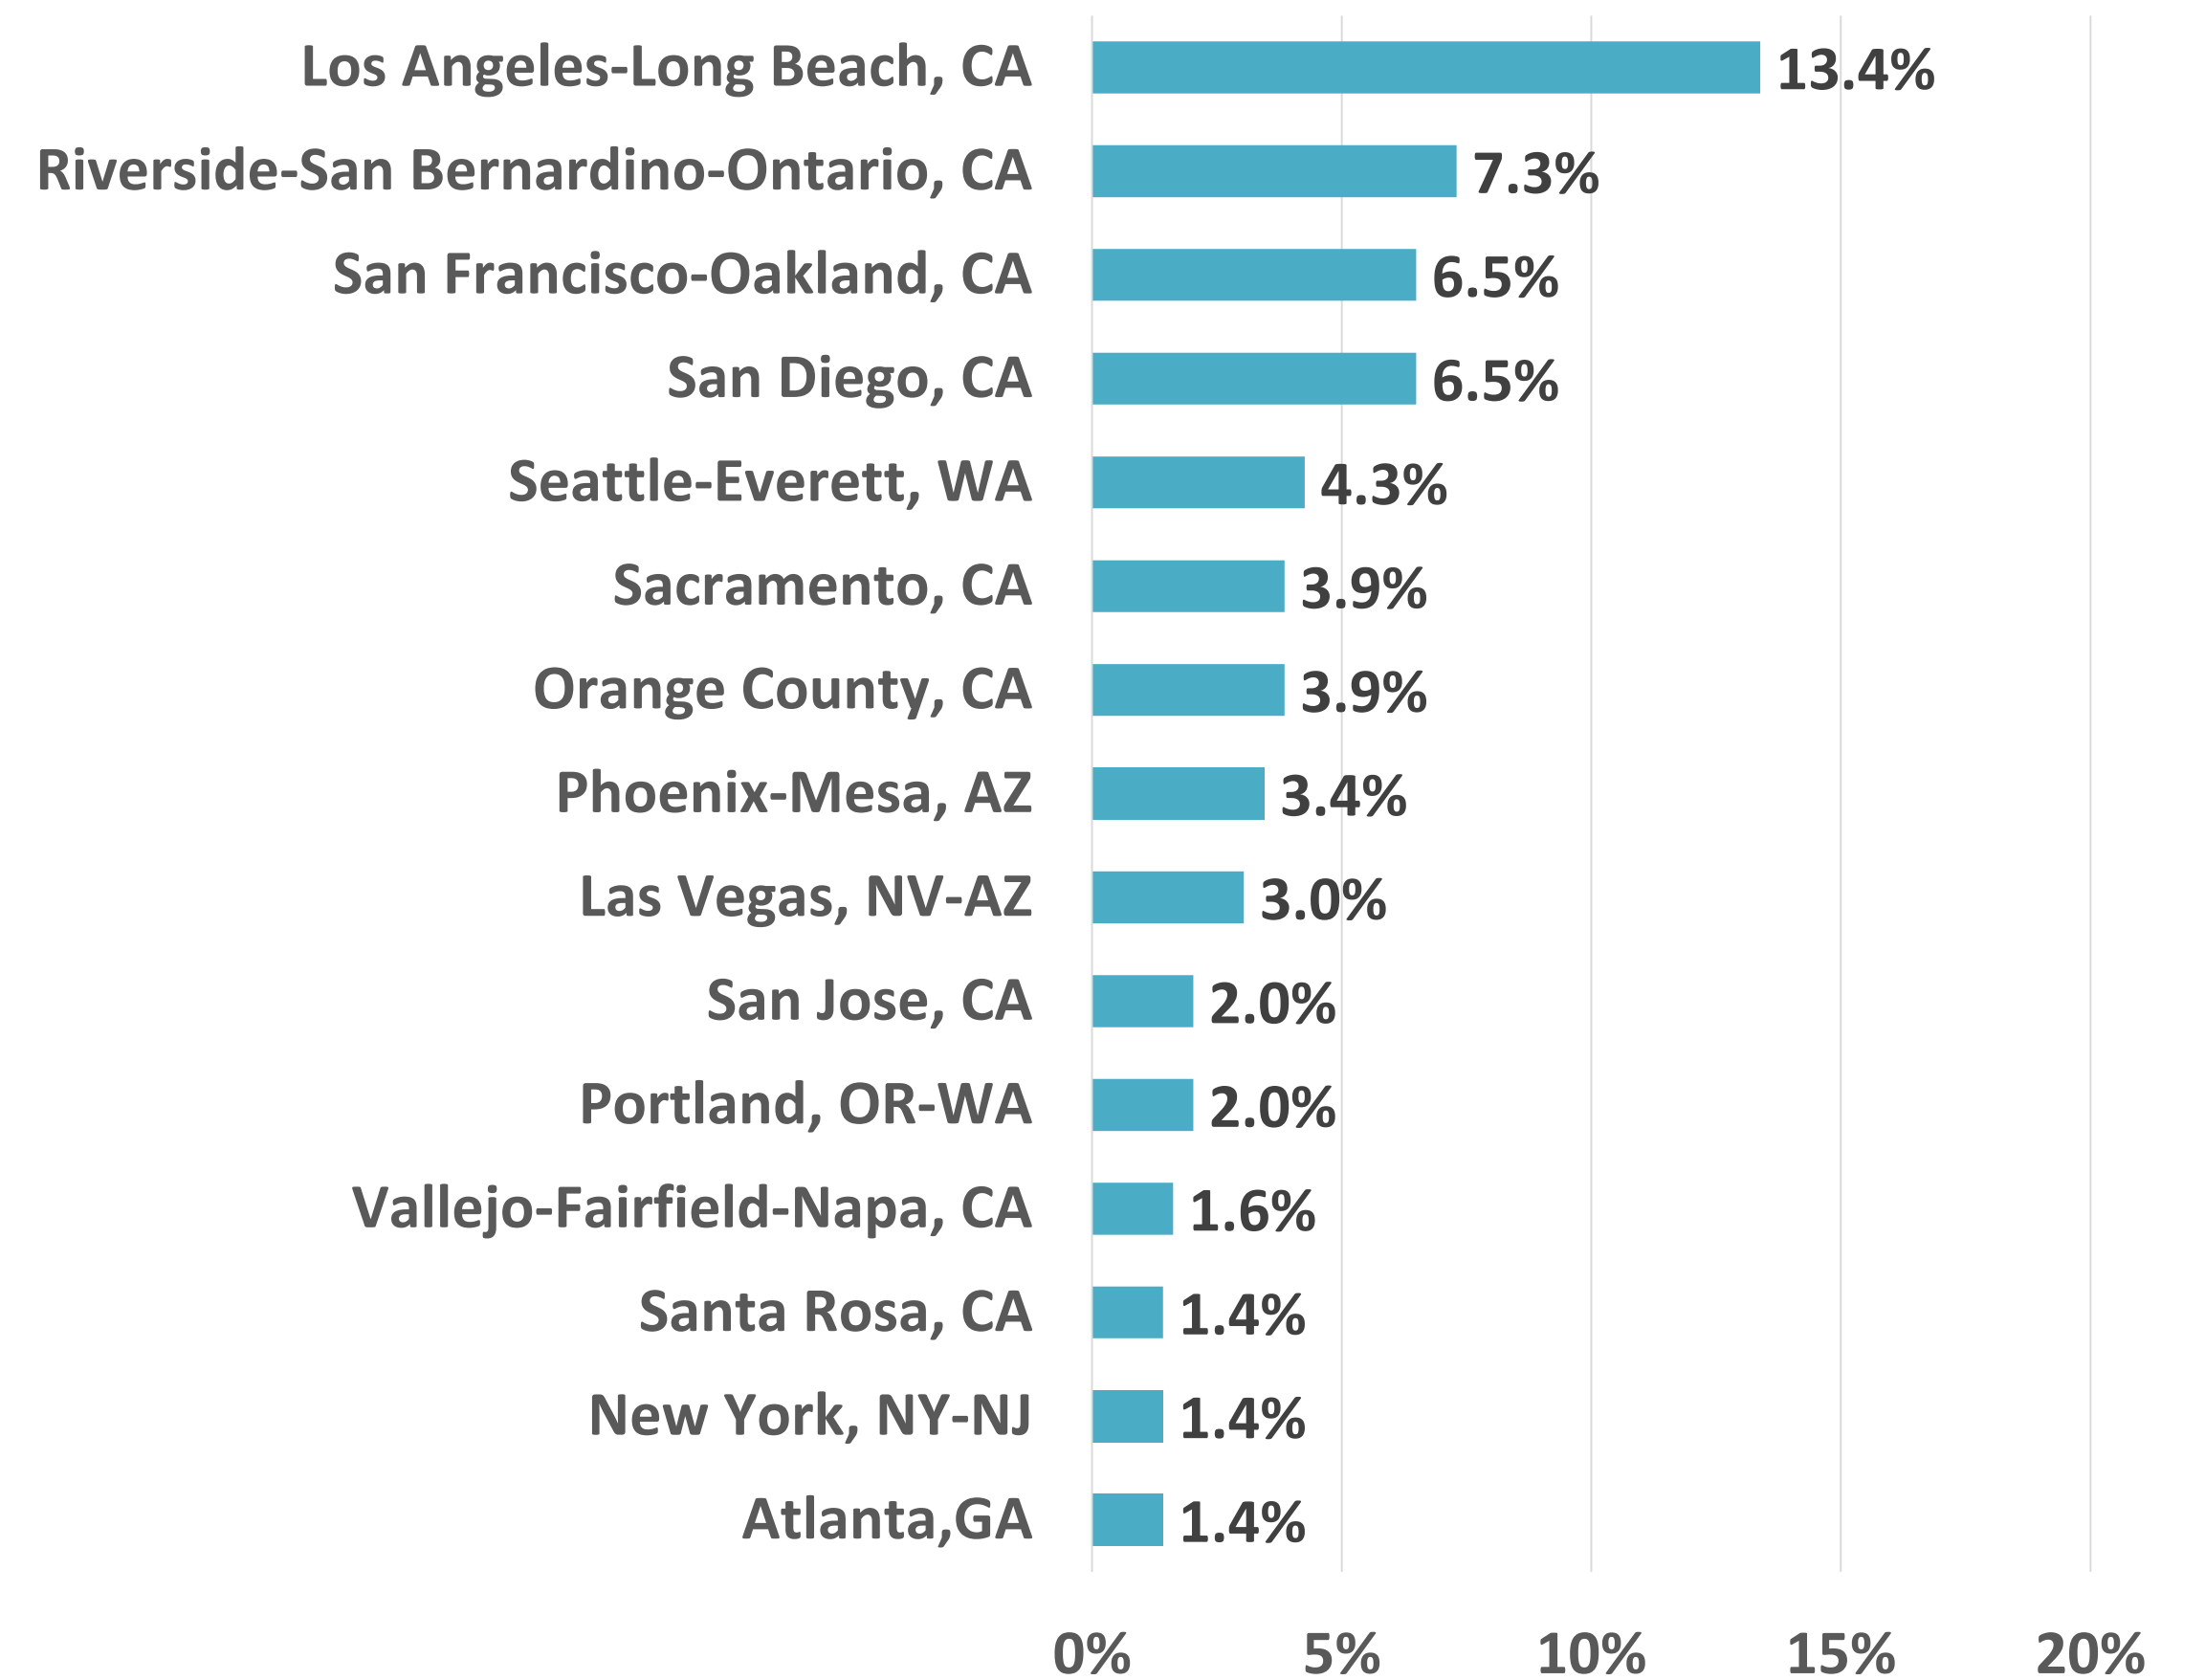 Los Angeles-Long Beach, CA 13.4%
Riverside-San Bernardino-Ontario, CA 7.3%
San Francisco-Oakland, CA 6.5%
San Diego, CA 6.5%
Seattle-Everett, WA 4.3%
Sacramento, CA 3.9%
Orange County, CA 3.9%
Phoenix-Mesa, AZ 3.4%
Las Vegas, NV-AZ 3.0%
San Jose, CA 2.0%
Portland, OR-WA 2.0%
Vallejo-Fairfield-Napa, CA 1.6%
Santa Rosa, CA 1.4%
New York, NY-NJ 1.4%
Atlanta,GA 1.4%
0% 5% 10% 15% 20%